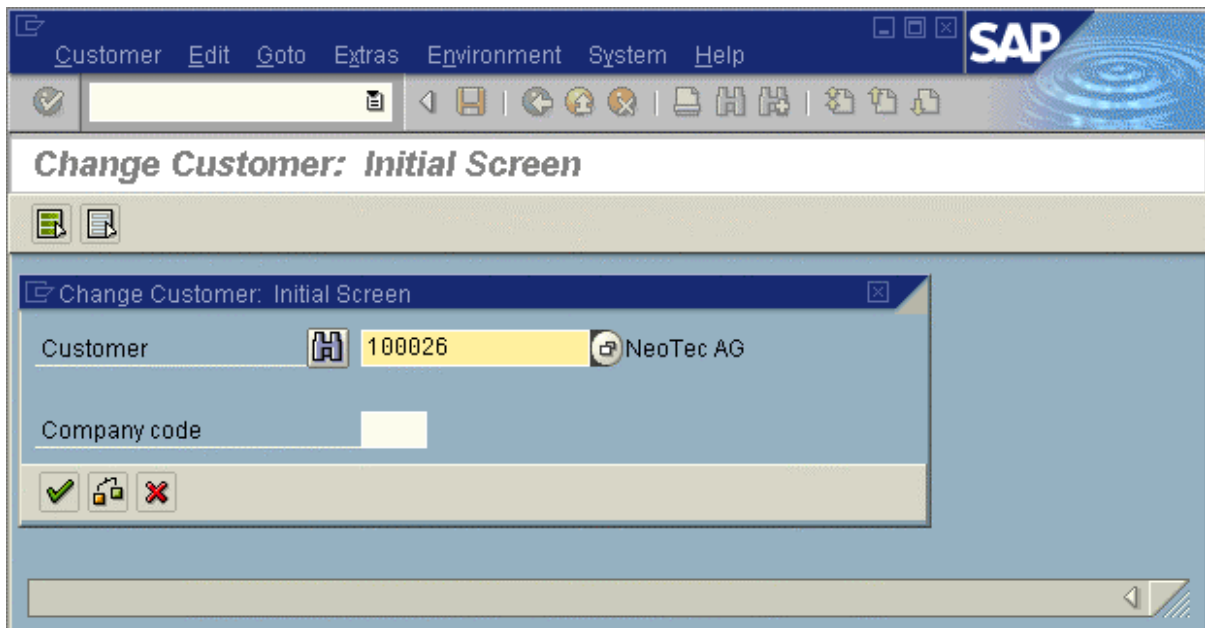 Customer Edit Goto Extras Environment System Help
SAP
Change Customer: Initial Screen
Change Customer: Initial Screen
Customer 100026 NeoTec AG
Company code